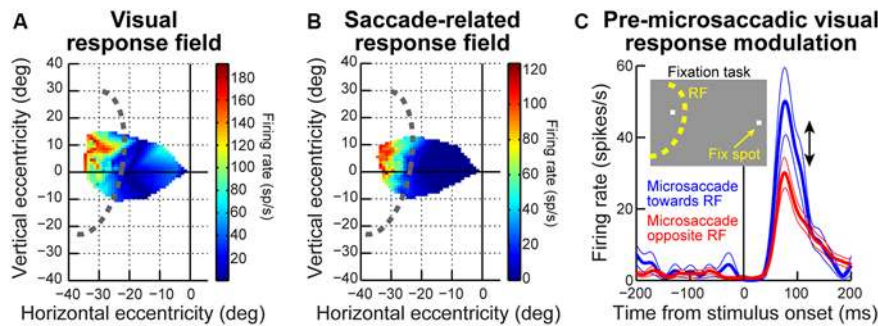 A Visual
response field
Vertical eccentricity (deg)
40
30
20
10
0
−10
−20
−30
−40
−40 −30 −20 −10 0
Horizontal eccentricity (deg)
180
160
140
120
100
80
60
40
20
Firing rate (sp/s)
B Saccade-related
response field
Vertical eccentricity (deg)
40
30
20
10
0
−10
−20
−30
−40
−40 −30 −20 −10 0
Horizontal eccentricity (deg)
120
100
80
60
40
20
0
Firing rate (sp/s)
C Pre-microsaccadic visual
response modulation
Firing rate (spikes/s)
60
40
20
0
Fixation task
RF
Fix spot
Microsaccade
towards RF
Microsaccade
opposite RF
−200 −100 0 100 200
Time from stimulus onset (ms)